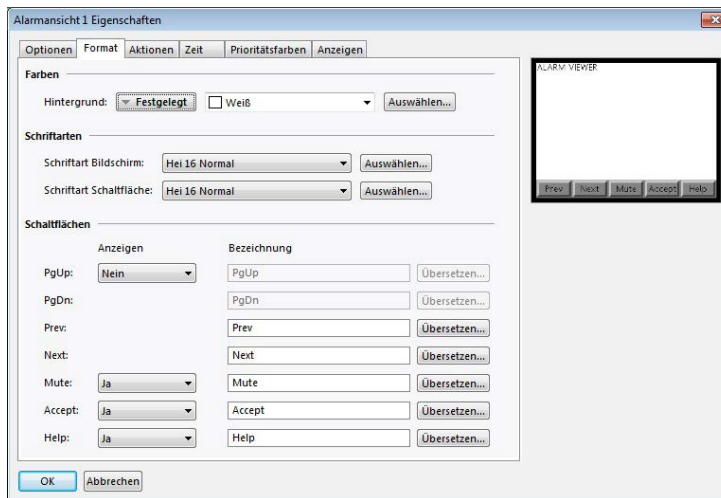 Alarmansicht 1 Eigenschaften
Optionen Format Aktionen Zeit Prioritätsfarben Anzeigen
Farben
Hintergrund: Festgelegt Weiß Auswählen...
Schriftarten
Schriftart Bildschirm: Hei 16 Normal Auswählen...
Schriftart Schaltfläche: Hei 16 Normal Auswählen...
Schaltflächen
Anzeigen Bezeichnung
PgUp: Nein PgUp Übersetzen...
PgDn: PgDn Übersetzen...
Prev: Prev Übersetzen...
Next: Next Übersetzen...
Mute: Ja Mute Übersetzen...
Accept: Ja Accept Übersetzen...
Help: Ja Help Übersetzen...
OK Abbrechen
ALARM VIEWER
Prev Next Mute Accept Help